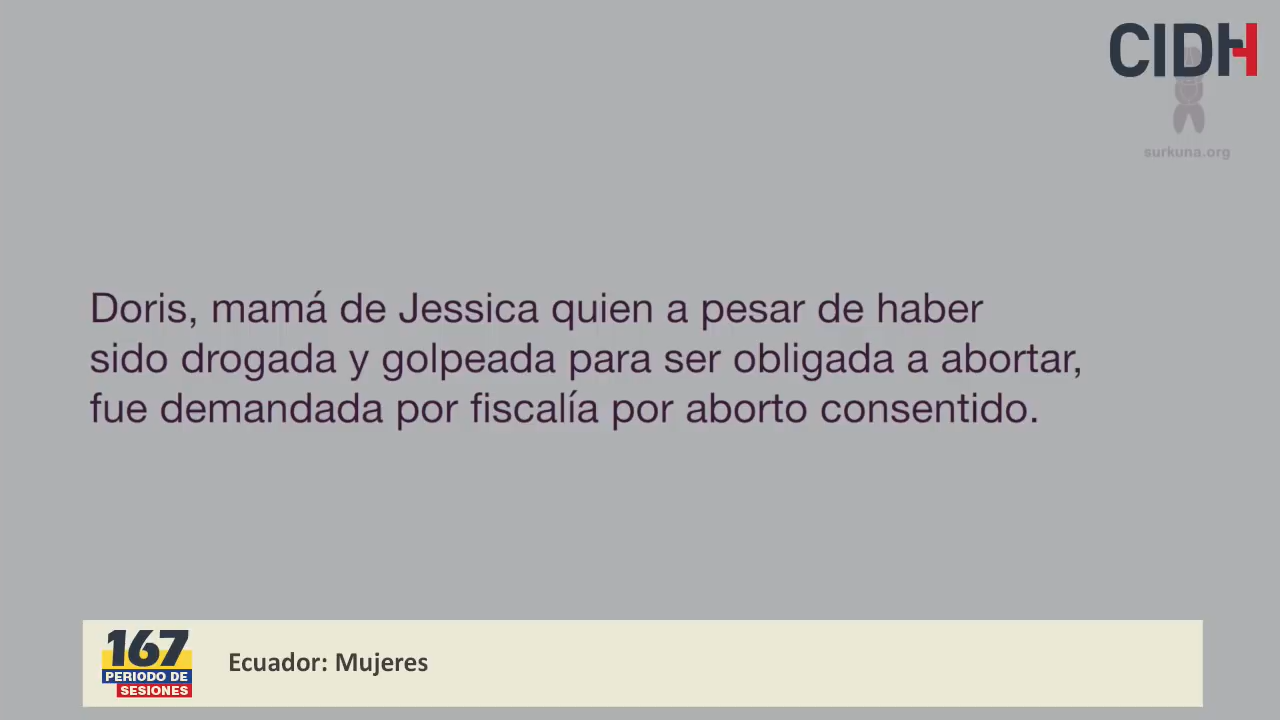 CIDH
surkuna.org
Doris, mamá de Jessica quien a pesar de haber
sido drogada y golpeada para ser obligada a abortar,
fue demandada por fiscalía por aborto consentido.
167
PERIODO DE
SESIONES
Ecuador: Mujeres